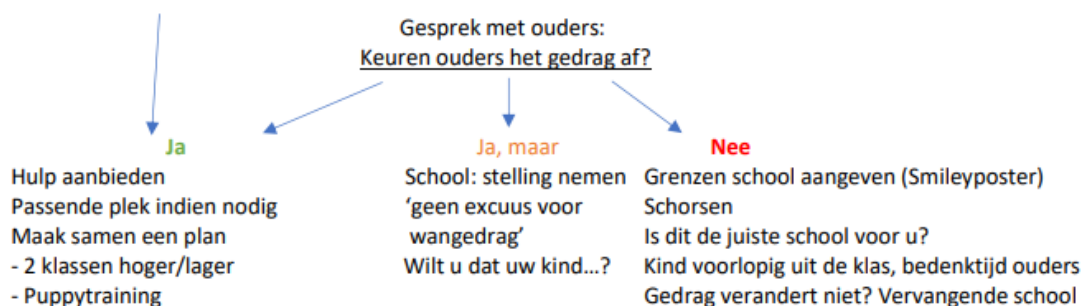 Gesprek met ouders:
Keuren ouders het gedrag af?
Ja
Hulp aanbieden
Passende plek indien nodig
Maak samen een plan
- 2 klassen hoger/lager
- Puppytraining
Ja, maar
School: stelling nemen
‘geen excuus voor
wangedrag’
Wilt u dat uw kind…?
Nee
Grenzen school aangeven (Smileyposter)
Schorsen
Is dit de juiste school voor u?
Kind voorlopig uit de klas, bedenktijd ouders
Gedrag verandert niet? Vervangende school